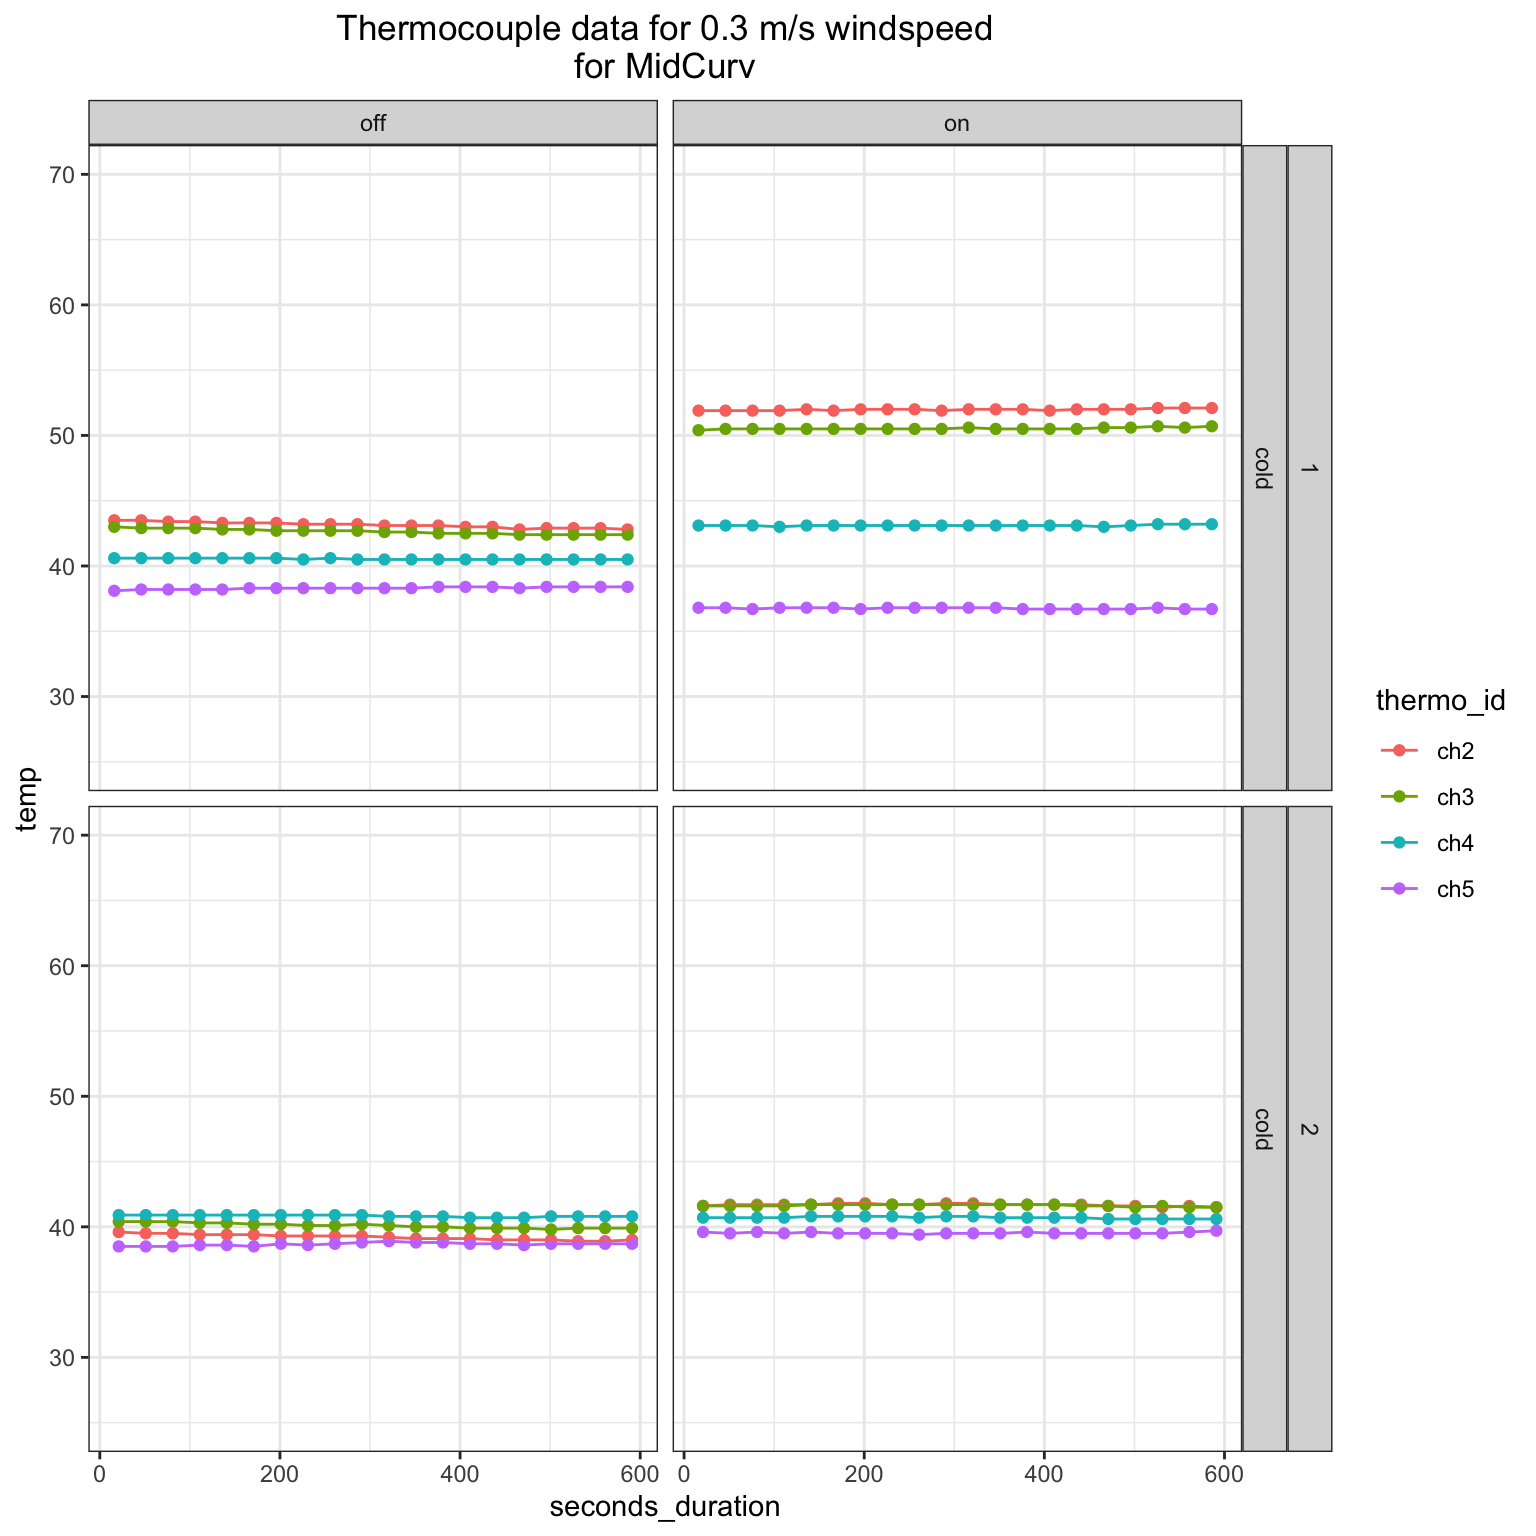 Thermocouple data for 0.3 m/s windspeed
for MidCurv
off
on
70
60
50
40
30
cold
1
temp
70
60
50
40
30
cold
2
0
200
400
600
0
200
400
600
seconds_duration
thermo_id
ch2
ch3
ch4
ch5